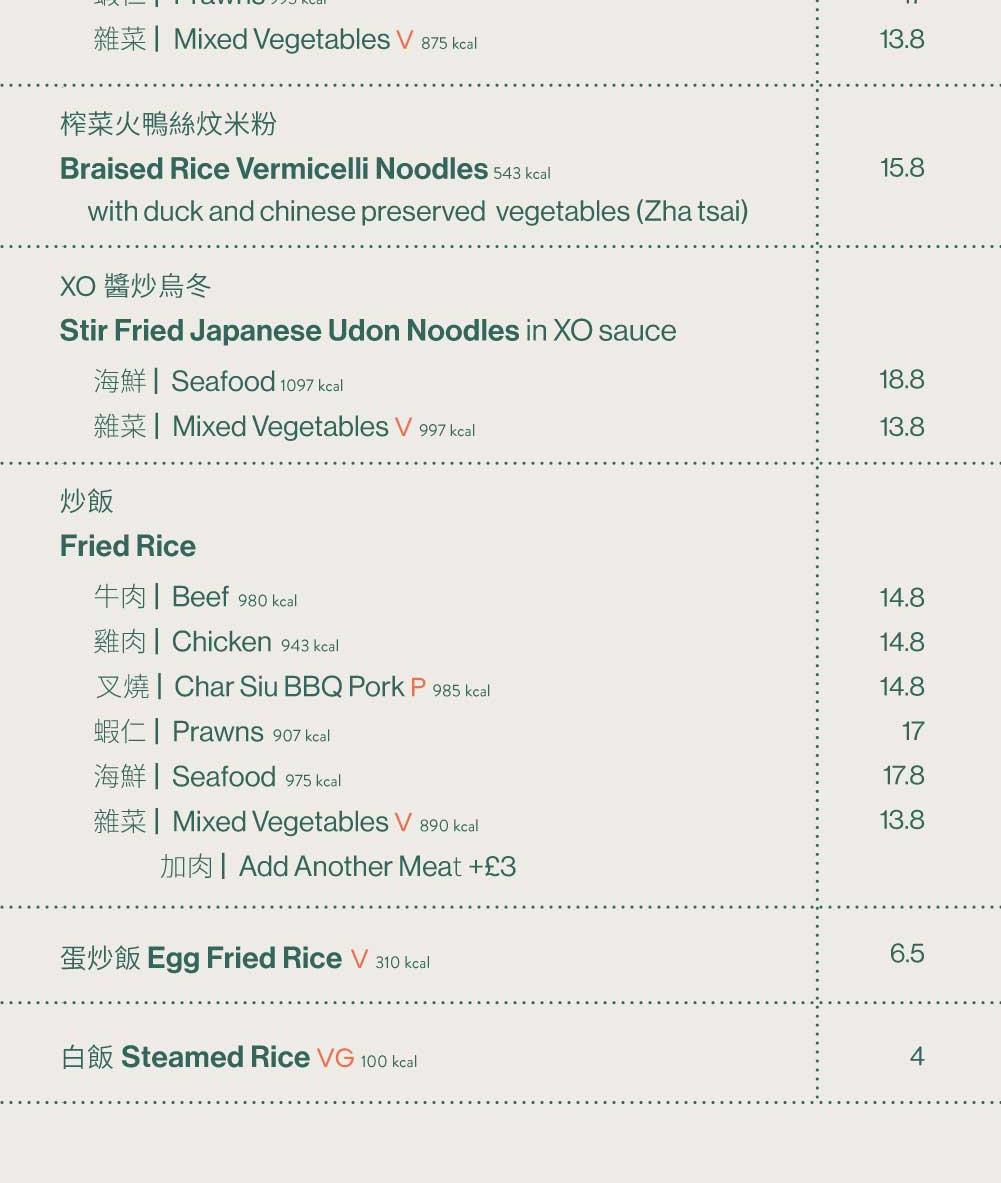 蝦仁 | Prawns 995 kcal 17
雜菜 | Mixed Vegetables V 875 kcal 13.8
榨菜火鴨絲炆米粉
Braised Rice Vermicelli Noodles 543 kcal 15.8
with duck and chinese preserved vegetables (Zha tsai)
XO 醬炒烏冬
Stir Fried Japanese Udon Noodles in XO sauce
海鮮 | Seafood 1097 kcal 18.8
雜菜 | Mixed Vegetables V 997 kcal 13.8
炒飯
Fried Rice
牛肉 | Beef 980 kcal 14.8
雞肉 | Chicken 943 kcal 14.8
叉燒 | Char Siu BBQ Pork P 985 kcal 14.8
蝦仁 | Prawns 907 kcal 17
海鮮 | Seafood 975 kcal 17.8
雜菜 | Mixed Vegetables V 890 kcal 13.8
加肉 | Add Another Meat +£3
蛋炒飯 Egg Fried Rice V 310 kcal 6.5
白飯 Steamed Rice VG 100 kcal 4